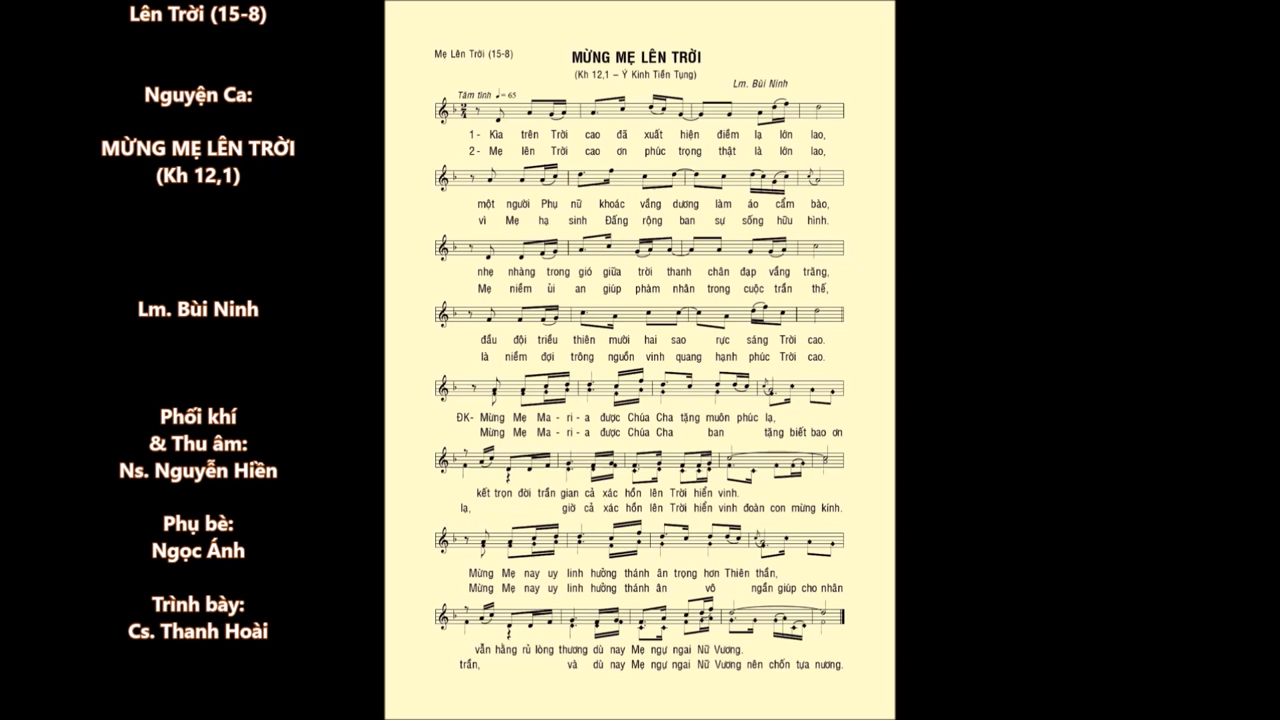 Lên Trời (15-8)
Nguyện Ca:
MỪNG MẸ LÊN TRỜI
(Kh 12,1)
Lm. Bùi Ninh
Phối khí
& Thu âm:
Ns. Nguyễn Hiền
Phụ bè:
Ngọc Ánh
Trình bày:
Cs. Thanh Hoài
Mẹ Lên Trời (15-8)
MỪNG MẸ LÊN TRỜI
(Kh 12,1 – Ý Kinh Tiền Tụng)
Lm. Bùi Ninh
Tâm tình ♩= 65
1- Kìa trên Trời cao đã xuất hiện điềm lạ lớn lao,
2- Mẹ lên Trời cao ơn phúc trọng thật là lớn lao,
một người Phụ nữ khoác vầng dương làm áo cẩm bào,
vì Mẹ hạ sinh Đấng rộng ban sự sống hữu hình.
nhẹ nhàng trong gió giữa trời thanh chân đạp vầng trăng,
Mẹ niềm ủi an giúp phàm nhân trong cuộc trần thế,
đầu đội triều thiên mười hai sao rực sáng Trời cao.
là niềm đợi trông nguồn vinh quang hạnh phúc Trời cao.
ĐK- Mừng Mẹ Ma - ri - a được Chúa Cha tặng muôn phúc lạ,
Mừng Mẹ Ma - ri - a được Chúa Cha ban tặng biết bao ơn
kết trọn đời trần gian cả xác hồn lên Trời hiển vinh.
lạ, giờ cả xác hồn lên Trời hiển vinh đoàn con mừng kính.
Mừng Mẹ nay uy linh hưởng thánh ân trọng hơn Thiên thần,
Mừng Mẹ nay uy linh hưởng thánh ân vô ngần giúp cho nhân
vẫn hằng rủ lòng thương dù nay Mẹ ngự ngai Nữ Vương.
trần, và dù nay Mẹ ngự ngai Nữ Vương nên chốn tựa nương.